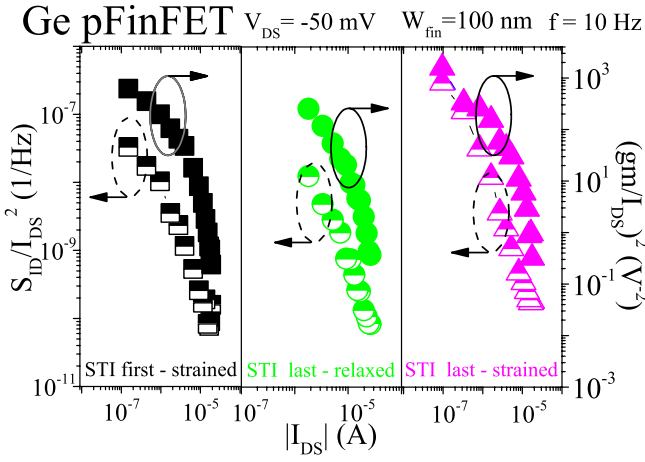 Ge pFinFET V_DS= -50 mV W_fin=100 nm f = 10 Hz
S_ID/I_DS^2 (1/Hz)
10^-7
10^-9
10^-11
STI first - strained
STI last - relaxed
STI last - strained
10^3
10^1
10^-1
10^-3
(gm/I_DS)^2 (V^-2)
10^-7 10^-5 10^-7 10^-5 10^-7 10^-5
|I_DS| (A)